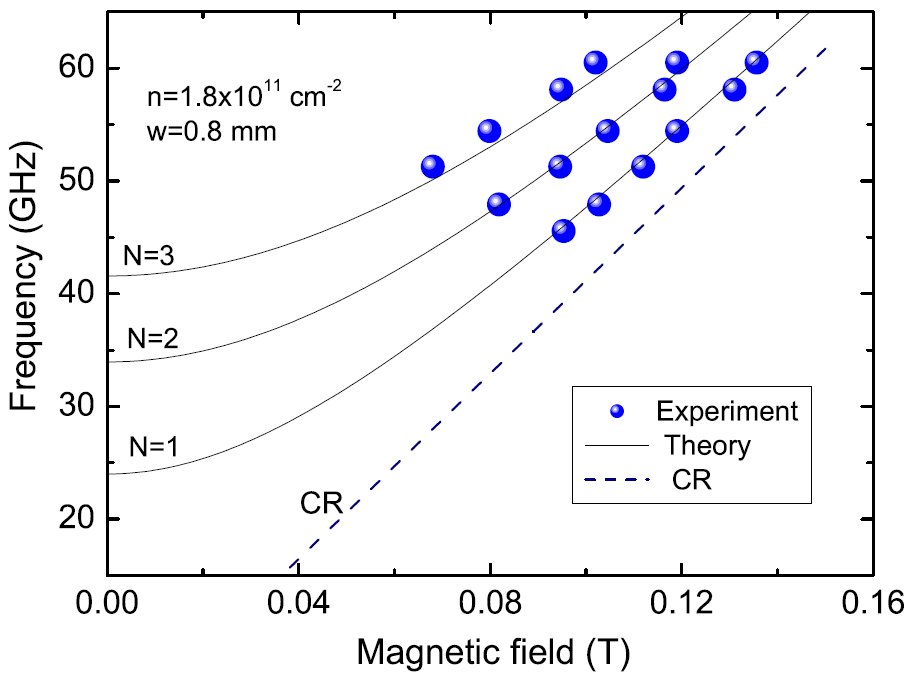 60
50
40
30
20
0.00
0.04
0.08
0.12
0.16
Frequency (GHz)
Magnetic field (T)
n=1.8x10¹¹ cm⁻²
w=0.8 mm
N=3
N=2
N=1
CR
Experiment
Theory
CR